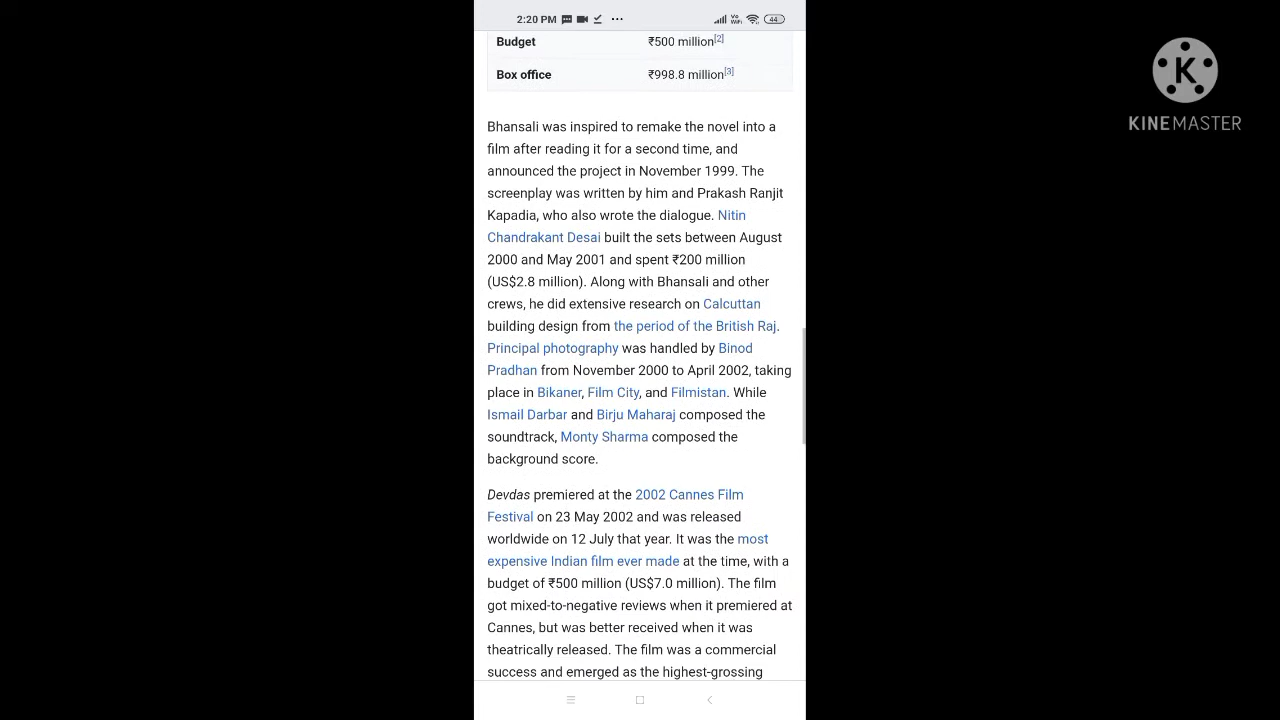 2:20 PM
Vo
WiFi
44
Budget ₹500 million[2]
Box office ₹998.8 million[3]
K
KINEMASTER
Bhansali was inspired to remake the novel into a
film after reading it for a second time, and
announced the project in November 1999. The
screenplay was written by him and Prakash Ranjit
Kapadia, who also wrote the dialogue. Nitin
Chandrakant Desai built the sets between August
2000 and May 2001 and spent ₹200 million
(US$2.8 million). Along with Bhansali and other
crews, he did extensive research on Calcuttan
building design from the period of the British Raj.
Principal photography was handled by Binod
Pradhan from November 2000 to April 2002, taking
place in Bikaner, Film City, and Filmistan. While
Ismail Darbar and Birju Maharaj composed the
soundtrack, Monty Sharma composed the
background score.
Devdas premiered at the 2002 Cannes Film
Festival on 23 May 2002 and was released
worldwide on 12 July that year. It was the most
expensive Indian film ever made at the time, with a
budget of ₹500 million (US$7.0 million). The film
got mixed-to-negative reviews when it premiered at
Cannes, but was better received when it was
theatrically released. The film was a commercial
success and emerged as the highest-grossing